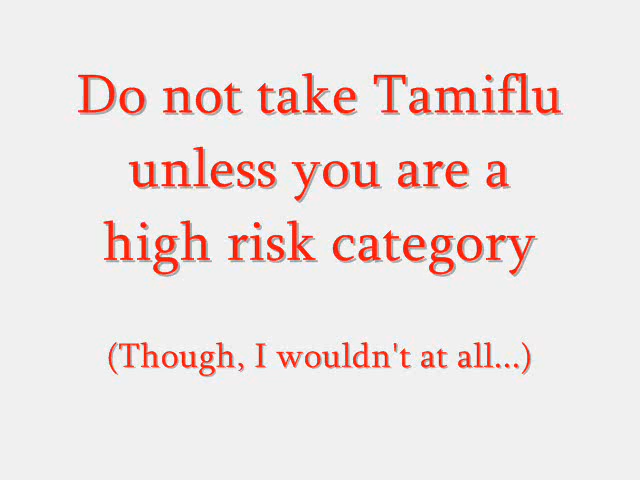 Do not take Tamiflu
unless you are a
high risk category
(Though, I wouldn't at all...)